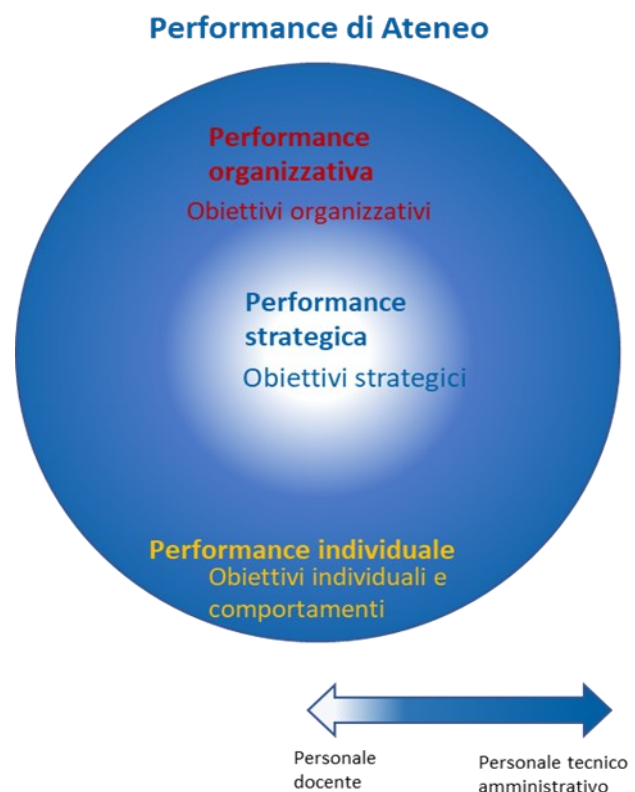 Performance di Ateneo
Performance
organizzativa
Obiettivi organizzativi
Performance
strategica
Obiettivi strategici
Performance individuale
Obiettivi individuali e
comportamenti
Personale
docente
Personale tecnico
amministrativo